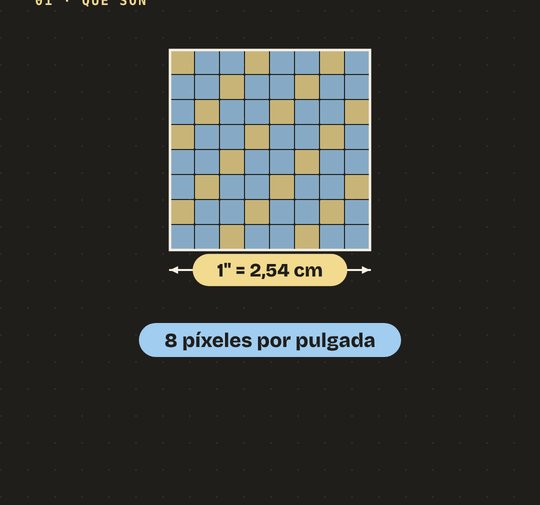 01 · QUÉ SON
1" = 2,54 cm
8 píxeles por pulgada